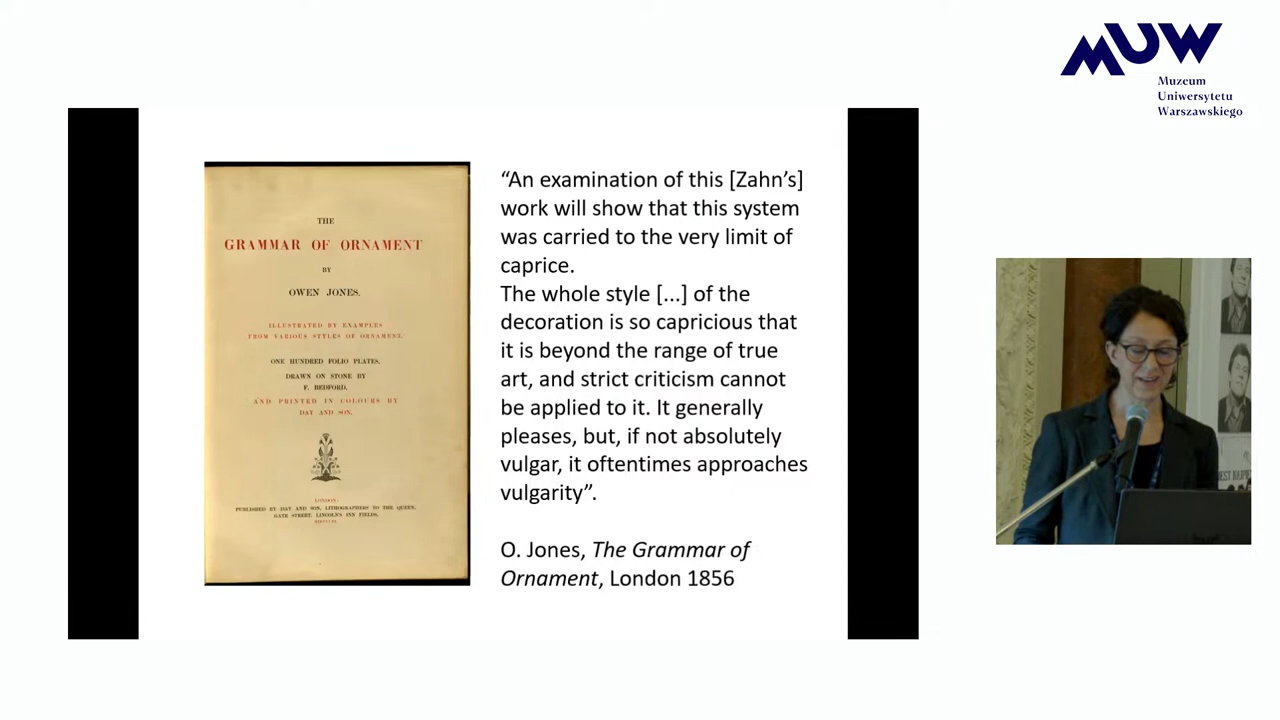 MUW
Muzeum
Uniwersytetu
Warszawskiego
THE
GRAMMAR OF ORNAMENT
BY
OWEN JONES.
ILLUSTRATED BY EXAMPLES
FROM VARIOUS STYLES OF ORNAMENT.
ONE HUNDRED FOLIO PLATES,
DRAWN ON STONE BY
F. BEDFORD,
AND PRINTED IN COLOURS BY
DAY AND SON.
LONDON:
PUBLISHED BY DAY AND SON, LITHOGRAPHERS TO THE QUEEN,
GATE STREET, LINCOLN'S INN FIELDS.
“An examination of this [Zahn’s]
work will show that this system
was carried to the very limit of
caprice.
The whole style [...] of the
decoration is so capricious that
it is beyond the range of true
art, and strict criticism cannot
be applied to it. It generally
pleases, but, if not absolutely
vulgar, it oftentimes approaches
vulgarity”.
O. Jones, The Grammar of
Ornament, London 1856